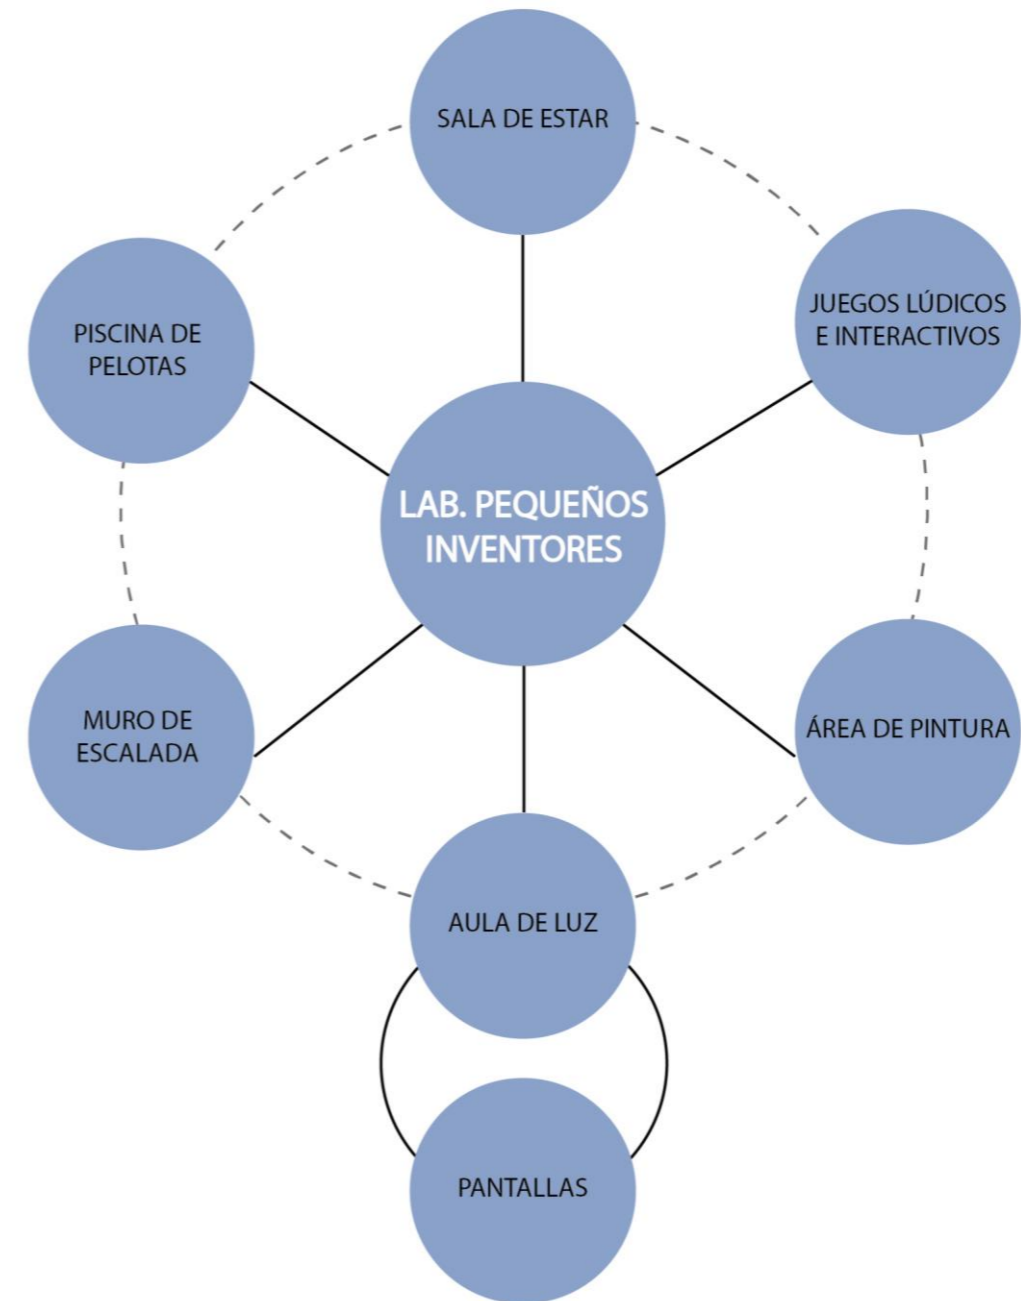 SALA DE ESTAR
JUEGOS LÚDICOS
E INTERACTIVOS
PISCINA DE
PELOTAS
LAB. PEQUEÑOS
INVENTORES
MURO DE
ESCALADA
ÁREA DE PINTURA
AULA DE LUZ
PANTALLAS